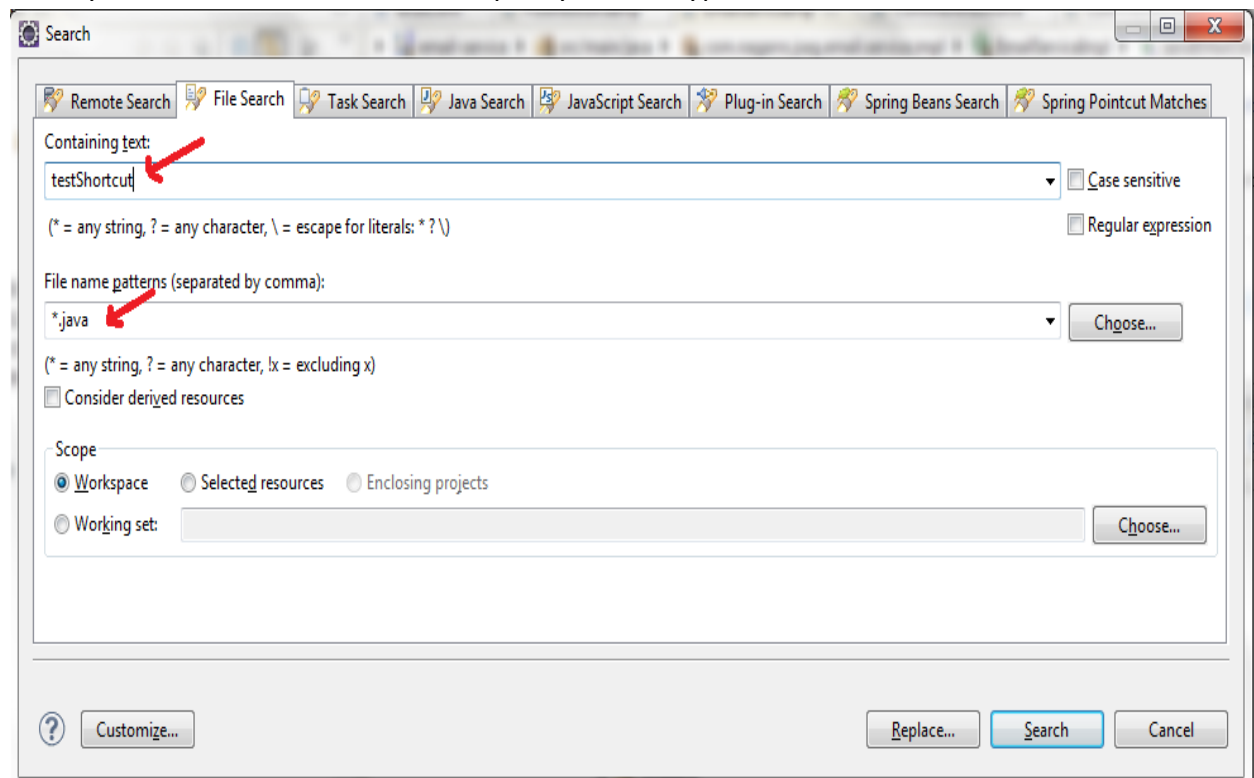 Search
Remote Search File Search Task Search Java Search JavaScript Search Plug-in Search Spring Beans Search Spring Pointcut Matches
Containing text:
testShortcut Case sensitive
(* = any string, ? = any character, \ = escape for literals: * ? \) Regular expression
File name patterns (separated by comma):
*.java Choose...
(* = any string, ? = any character, !x = excluding x)
Consider derived resources
Scope
Workspace Selected resources Enclosing projects
Working set: Choose...
? Customize... Replace... Search Cancel